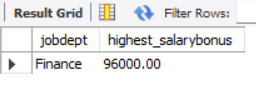 Result Grid Filter Rows:
jobdept highest_salarybonus
Finance 96000.00